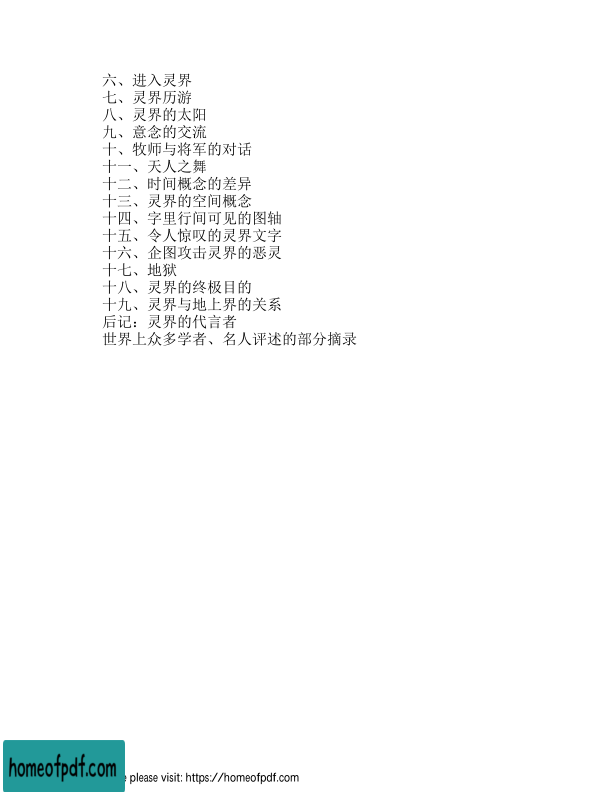 六、进入灵界
七、灵界历游
八、灵界的太阳
九、意念的交流
十、牧师与将军的对话
十一、天人之舞
十二、时间概念的差异
十三、灵界的空间概念
十四、字里行间可见的图轴
十五、令人惊叹的灵界文字
十六、企图攻击灵界的恶灵
十七、地狱
十八、灵界的终极目的
十九、灵界与地上界的关系
后记：灵界的代言者
世界上众多学者、名人评述的部分摘录
homeofpdf.com
please visit: https://homeofpdf.com